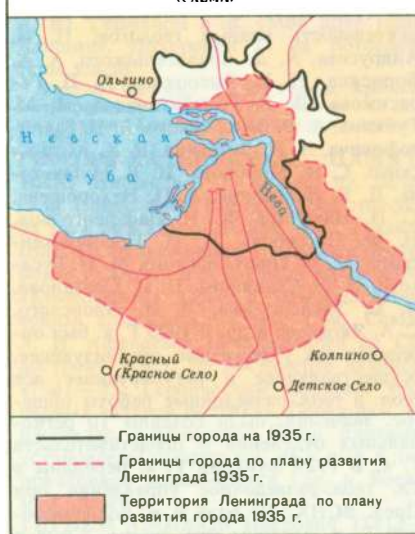 схема.
Ольгино
Невская
губа
Нева
Красный
(Красное Село)
Колпино
Детское Село
Границы города на 1935 г.
Границы города по плану развития
Ленинграда 1935 г.
Территория Ленинграда по плану
развития города 1935 г.